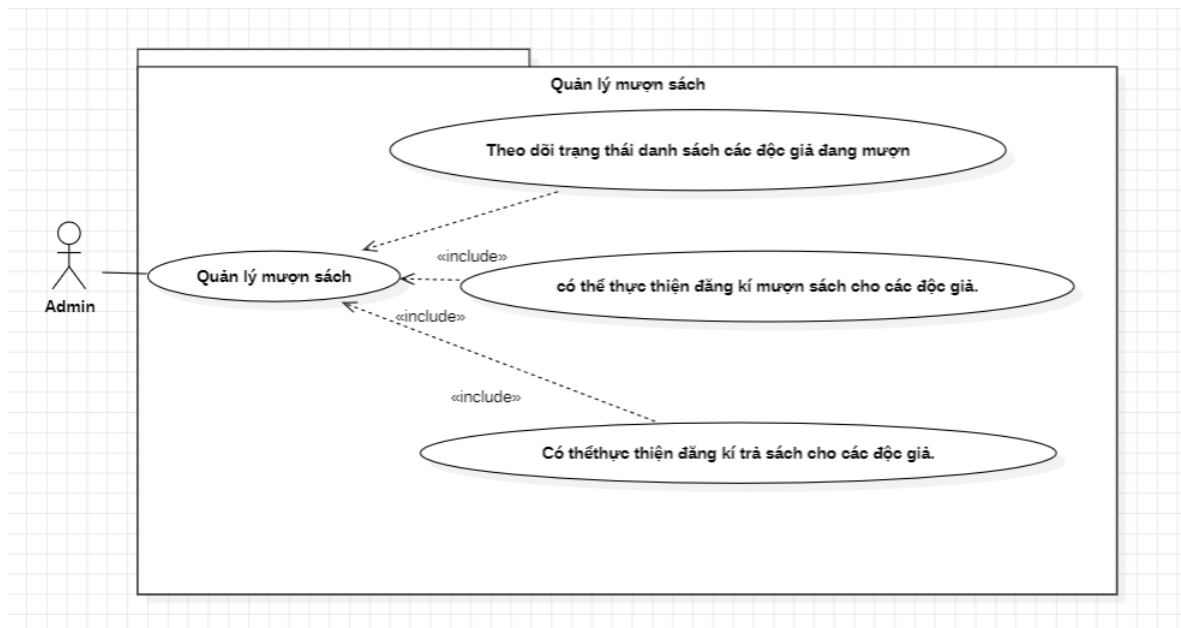 Quản lý mượn sách
Theo dõi trạng thái danh sách các độc giả đang mượn
«include»
Quản lý mượn sách
có thể thực thiện đăng kí mượn sách cho các độc giả.
Admin
«include»
«include»
Có thểthực thiện đăng kí trả sách cho các độc giả.